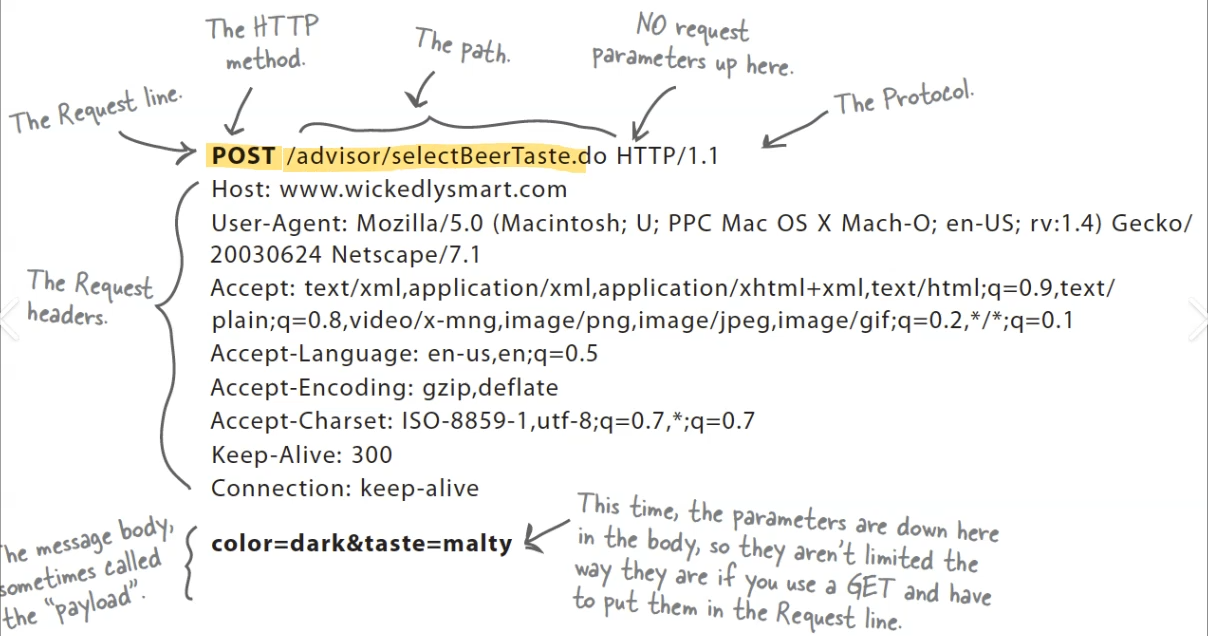 The HTTP
method.
The path.
NO request
parameters up here.
The Request line.
The Protocol.
POST /advisor/selectBeerTaste.do HTTP/1.1
Host: www.wickedlysmart.com
User-Agent: Mozilla/5.0 (Macintosh; U; PPC Mac OS X Mach-O; en-US; rv:1.4) Gecko/
20030624 Netscape/7.1
Accept: text/xml,application/xml,application/xhtml+xml,text/html;q=0.9,text/
plain;q=0.8,video/x-mng,image/png,image/jpeg,image/gif;q=0.2,*/*;q=0.1
Accept-Language: en-us,en;q=0.5
Accept-Encoding: gzip,deflate
Accept-Charset: ISO-8859-1,utf-8;q=0.7,*;q=0.7
Keep-Alive: 300
Connection: keep-alive
The Request
headers.
color=dark&taste=malty
The message body,
sometimes called
the “payload”.
This time, the parameters are down here
in the body, so they aren’t limited the
way they are if you use a GET and have
to put them in the Request line.